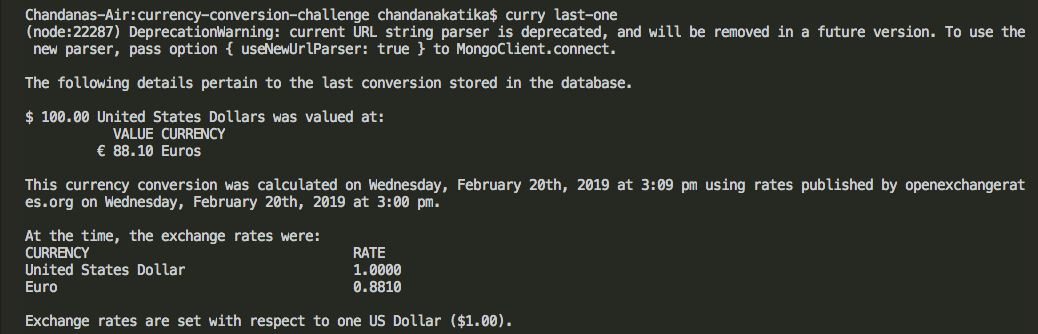 Chandanas-Air:currency-conversion-challenge chandanakatika$ curry last-one
(node:22287) DeprecationWarning: current URL string parser is deprecated, and will be removed in a future version. To use the
 new parser, pass option { useNewUrlParser: true } to MongoClient.connect.
The following details pertain to the last conversion stored in the database.
$ 100.00 United States Dollars was valued at:
VALUE CURRENCY
€ 88.10 Euros
This currency conversion was calculated on Wednesday, February 20th, 2019 at 3:09 pm using rates published by openexchangerat
es.org on Wednesday, February 20th, 2019 at 3:00 pm.
At the time, the exchange rates were:
CURRENCY RATE
United States Dollar 1.0000
Euro 0.8810
Exchange rates are set with respect to one US Dollar ($1.00).